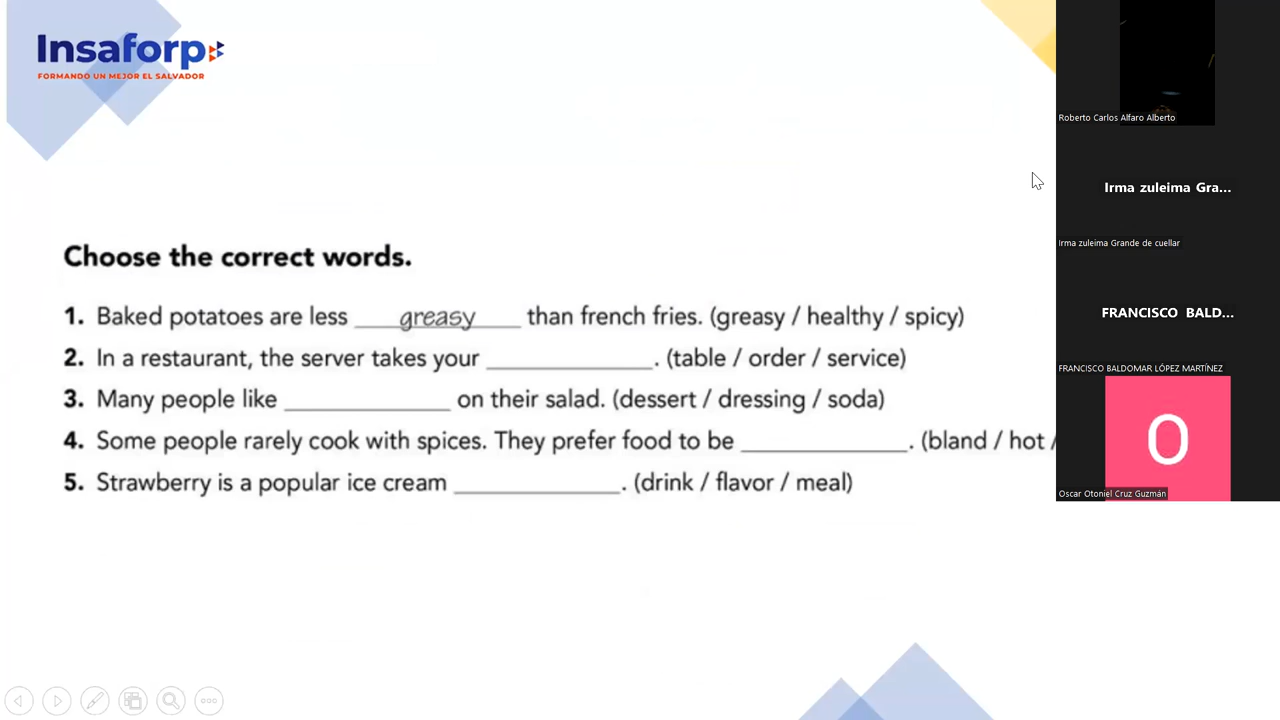 Insaforp
FORMANDO UN MEJOR EL SALVADOR
Choose the correct words.
1. Baked potatoes are less greasy than french fries. (greasy / healthy / spicy)
2. In a restaurant, the server takes your ____________. (table / order / service)
3. Many people like ____________ on their salad. (dessert / dressing / soda)
4. Some people rarely cook with spices. They prefer food to be ____________. (bland / hot /
5. Strawberry is a popular ice cream ____________. (drink / flavor / meal)
Roberto Carlos Alfaro Alberto
Irma zuleima Gra...
Irma zuleima Grande de cuellar
FRANCISCO BALD...
FRANCISCO BALDOMAR LÓPEZ MARTÍNEZ
O
Oscar Otoniel Cruz Guzmán